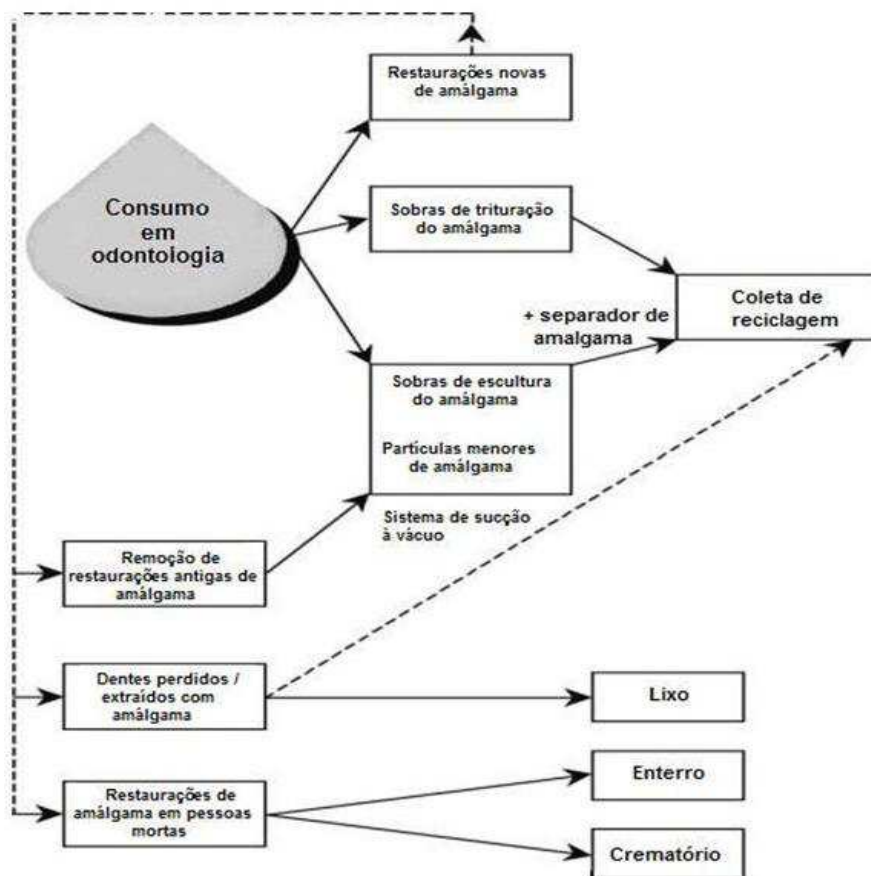 Restaurações novas
de amálgama
Consumo
em
odontologia
Sobras de trituração
do amálgama
Coleta de
reciclagem
+ separador de
amalgama
Sobras de escultura
do amálgama
Partículas menores
de amálgama
Sistema de sucção
à vácuo
Remoção de
restaurações antigas de
amálgama
Dentes perdidos /
extraídos com
amálgama
Lixo
Enterro
Restaurações de
amálgama em pessoas
mortas
Crematório